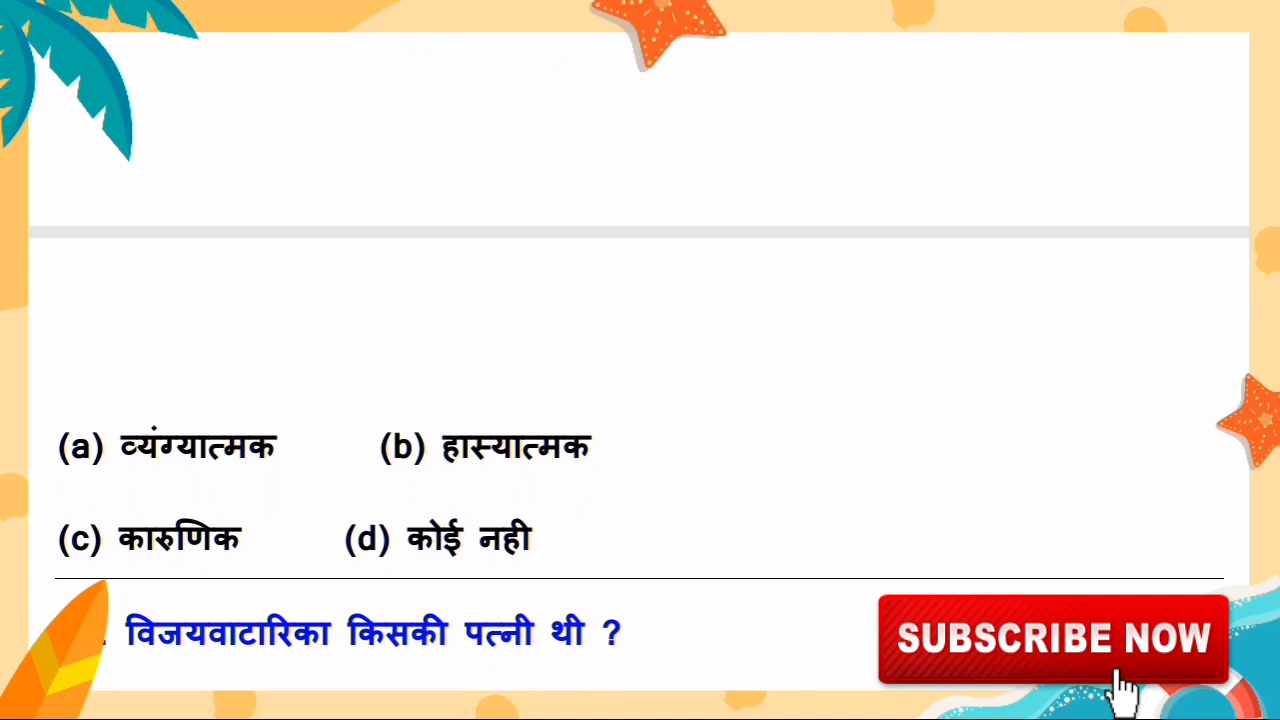 (a) व्यंग्यात्मक (b) हास्यात्मक
(c) कारुणिक (d) कोई नही
. विजयवाटारिका किसकी पत्नी थी ?
SUBSCRIBE NOW